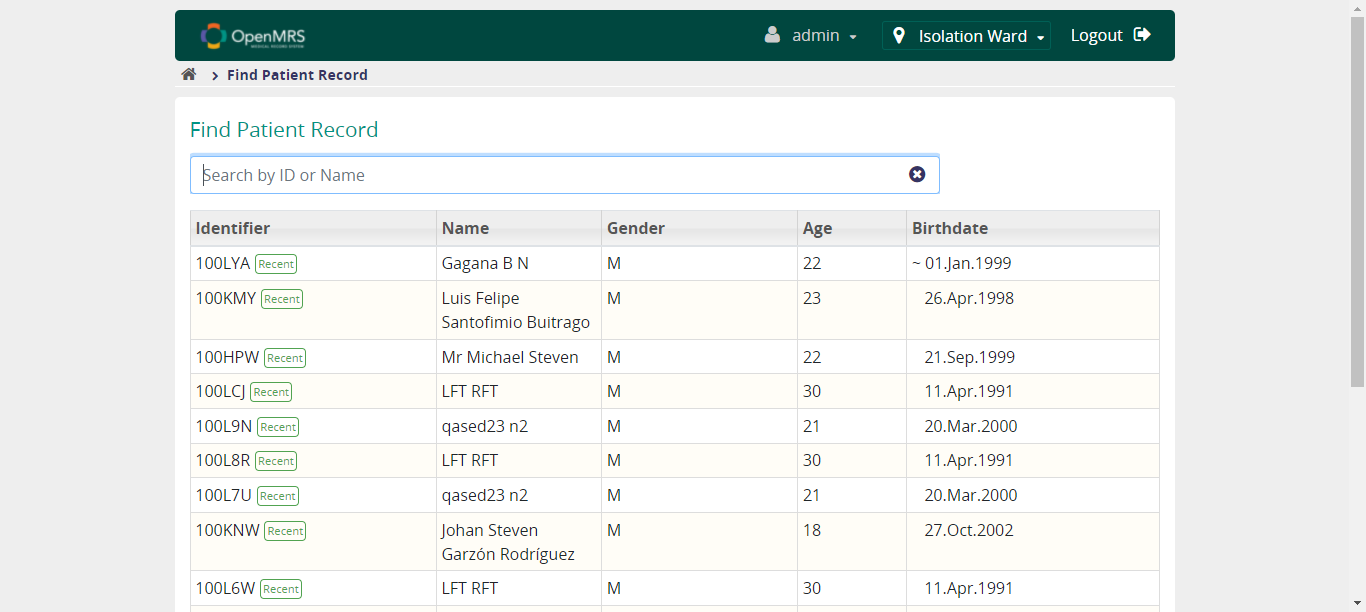 OpenMRS
MEDICAL RECORD SYSTEM
admin
Isolation Ward
Logout
Find Patient Record
Find Patient Record
Search by ID or Name
Identifier Name Gender Age Birthdate
100LYA Recent Gagana B N M 22 ~ 01.Jan.1999
100KMY Recent Luis Felipe M 23 26.Apr.1998
Santofimio Buitrago
100HPW Recent Mr Michael Steven M 22 21.Sep.1999
100LCJ Recent LFT RFT M 30 11.Apr.1991
100L9N Recent qased23 n2 M 21 20.Mar.2000
100L8R Recent LFT RFT M 30 11.Apr.1991
100L7U Recent qased23 n2 M 21 20.Mar.2000
100KNW Recent Johan Steven M 18 27.Oct.2002
Garzón Rodríguez
100L6W Recent LFT RFT M 30 11.Apr.1991